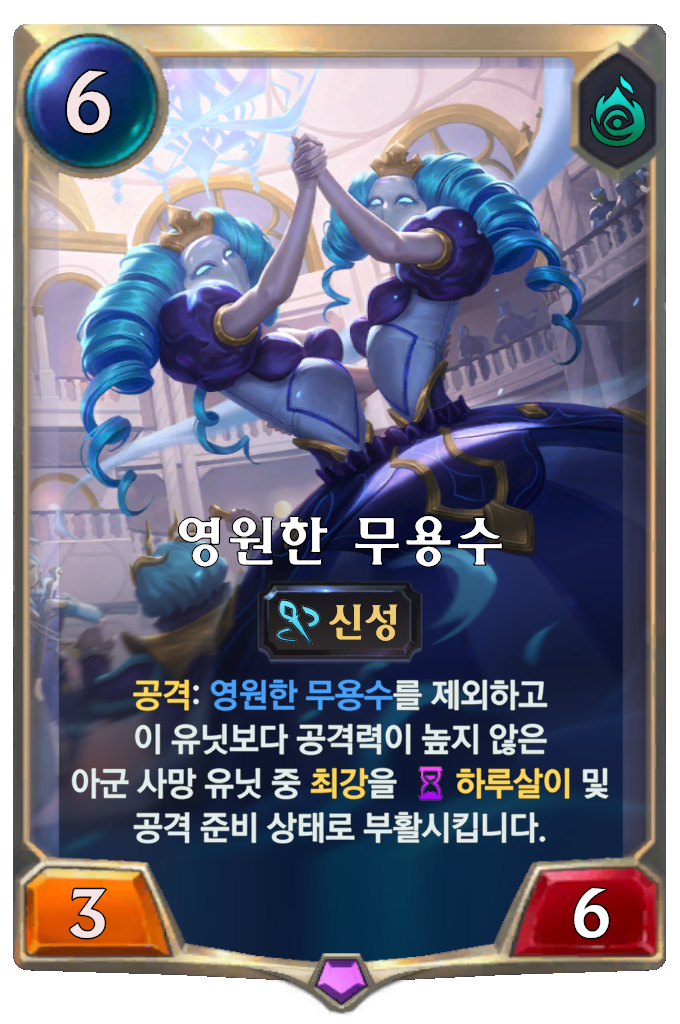 6
영원한 무용수
신성
공격: 영원한 무용수를 제외하고
이 유닛보다 공격력이 높지 않은
아군 사망 유닛 중 최강을 하루살이 및
공격 준비 상태로 부활시킵니다.
3
6